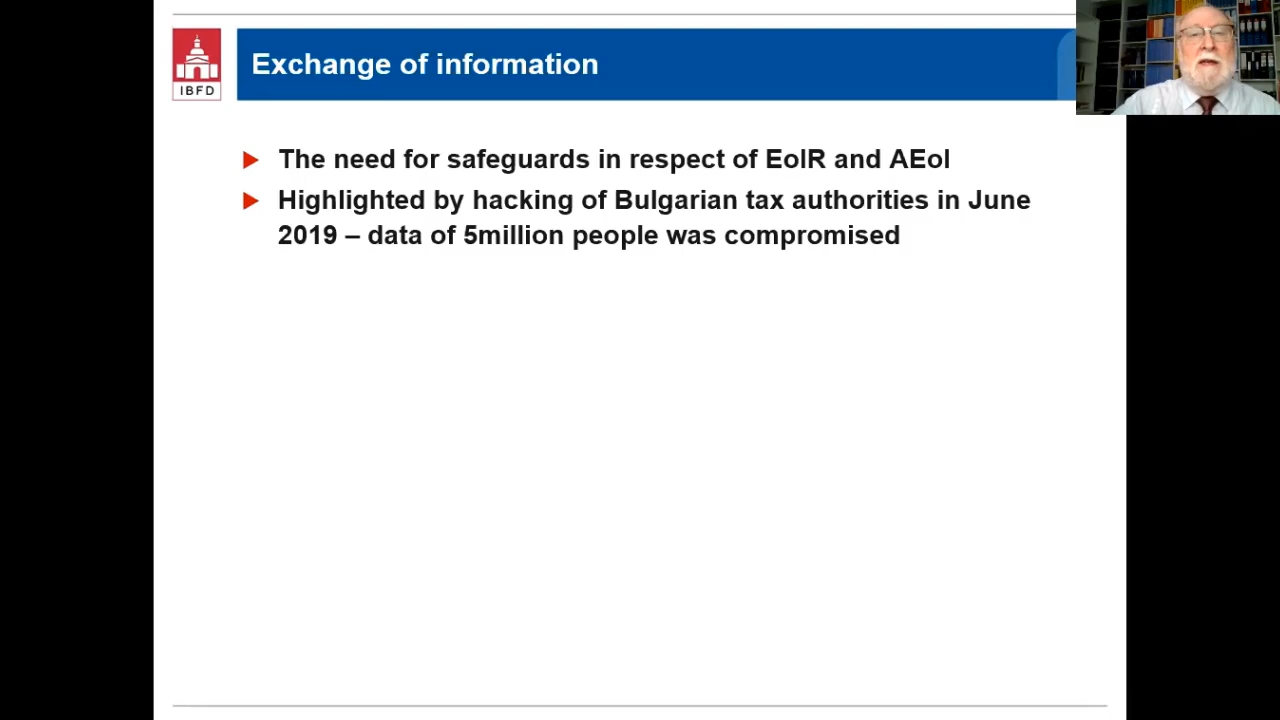 IBFD
Exchange of information
The need for safeguards in respect of EoIR and AEoI
Highlighted by hacking of Bulgarian tax authorities in June
2019 – data of 5million people was compromised